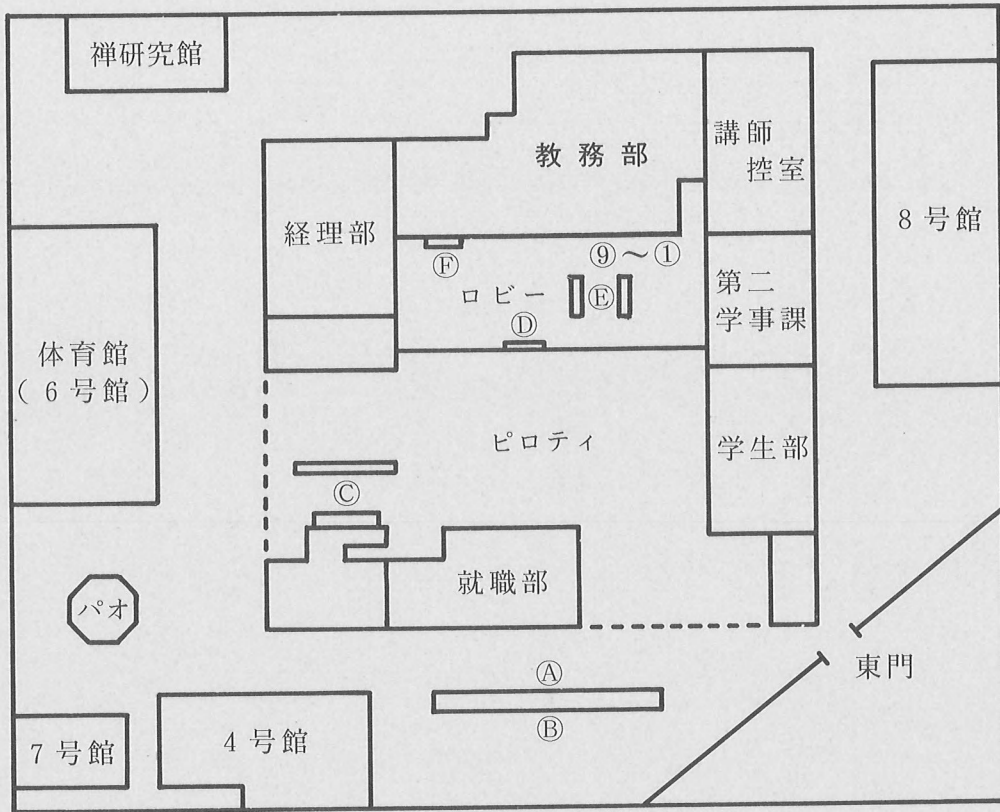 禅研究館
教務部
講師
控室
8号館
経理部
Ⓕ
⑨～①
ロビー
Ⓔ
第二
学事課
Ⓓ
体育館
(6号館)
ピロティ
学生部
Ⓒ
就職部
パオ
東門
Ⓐ
Ⓑ
7号館
4号館